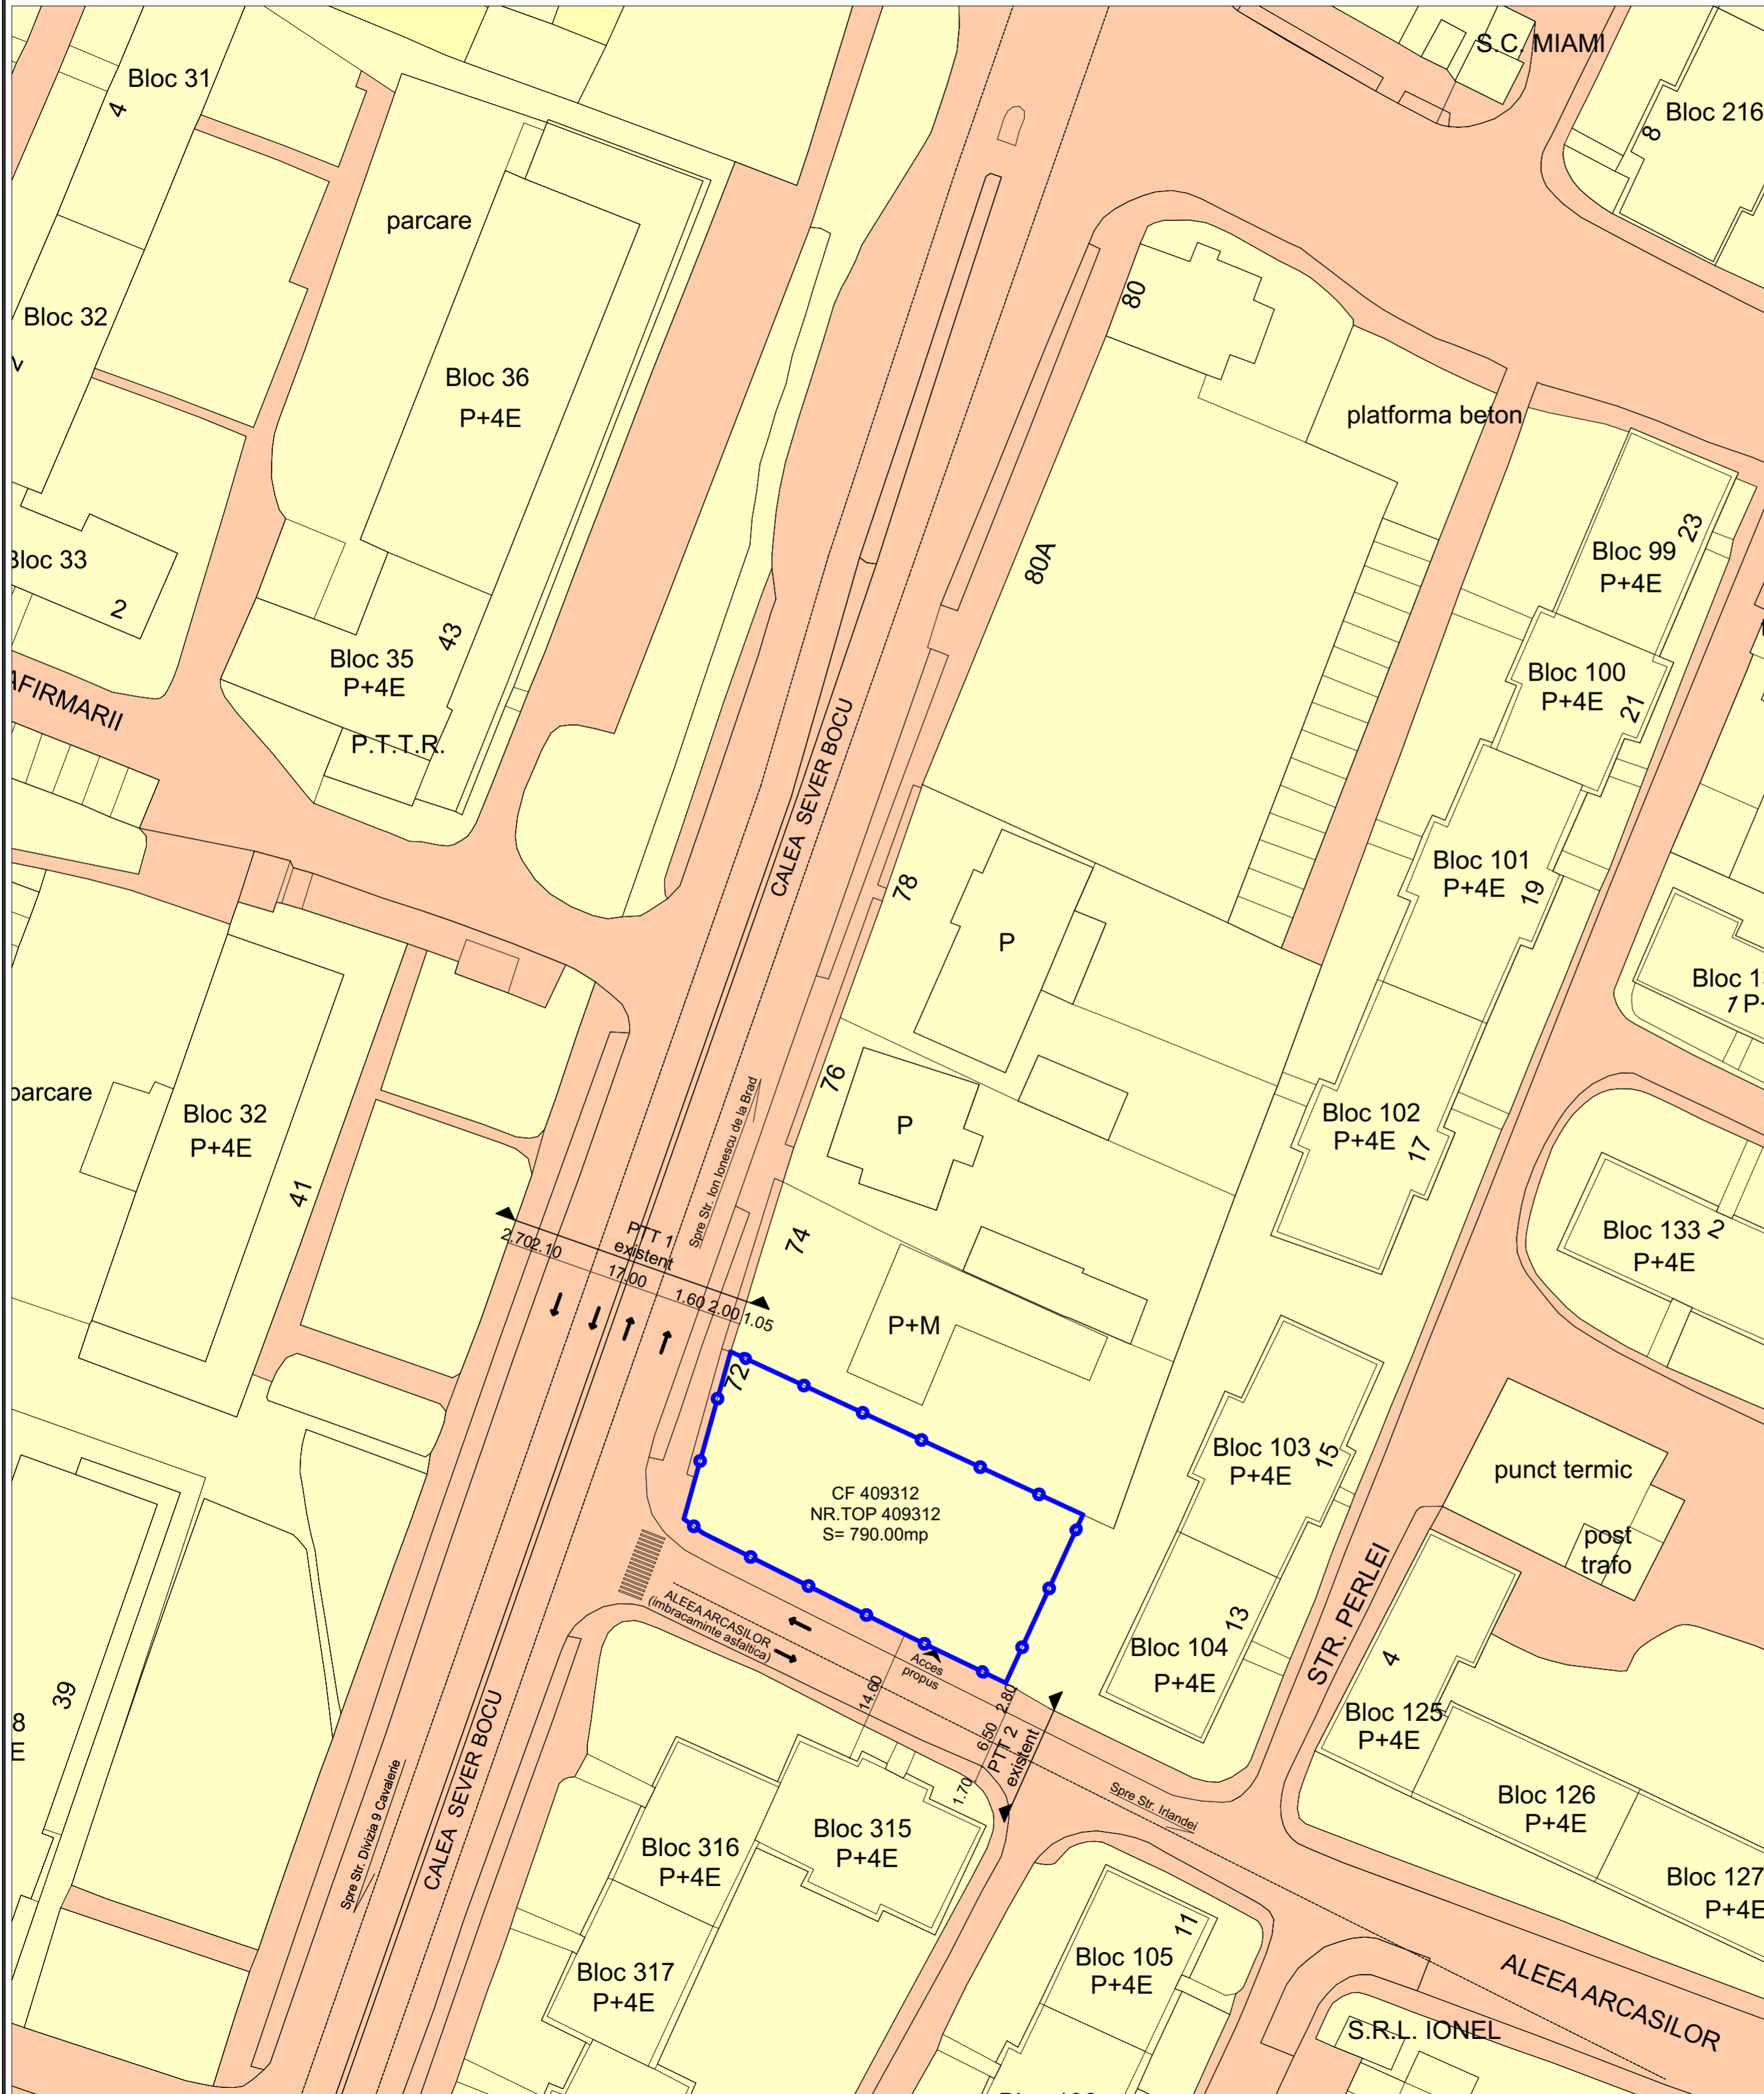 S.C. MIAMI
Bloc 31
4
Bloc 216
8
parcare
80
Bloc 32
Bloc 36
P+4E
platforma beton
23
Bloc 99
P+4E
Bloc 33
2
80A
43
Bloc 35
P+4E
Bloc 100
P+4E
21
AFIRMARII
P.T.T.R.
CALEA SEVER BOCU
78
Bloc 101
P+4E
19
P
76
parcare
Bloc 32
P+4E
41
P
Bloc 102
P+4E
17
Spre Str. Ion Ionescu de la Brad
PTT 1
existent
2.70
2.10
17.00
1.60
2.00
1.05
74
Bloc 133
2
P+4E
P+M
72
Bloc 103
P+4E
15
punct termic
CF 409312
NR.TOP 409312
S= 790.00mp
post
trafo
STR. PERLEI
ALEEA ARCASILOR
(imbracaminte asfaltica)
Acces
propus
14.60
2.80
6.50
1.70
PTT 2
existent
Bloc 104
P+4E
13
4
Bloc 125
P+4E
39
8
E
CALEA SEVER BOCU
Spre Str. Divizia 9 Cavalerie
Spre Str. Irlandei
Bloc 126
P+4E
Bloc 316
P+4E
Bloc 315
P+4E
Bloc 127
P+4E
Bloc 317
P+4E
Bloc 105
P+4E
11
ALEEA ARCASILOR
S.R.L. IONEL